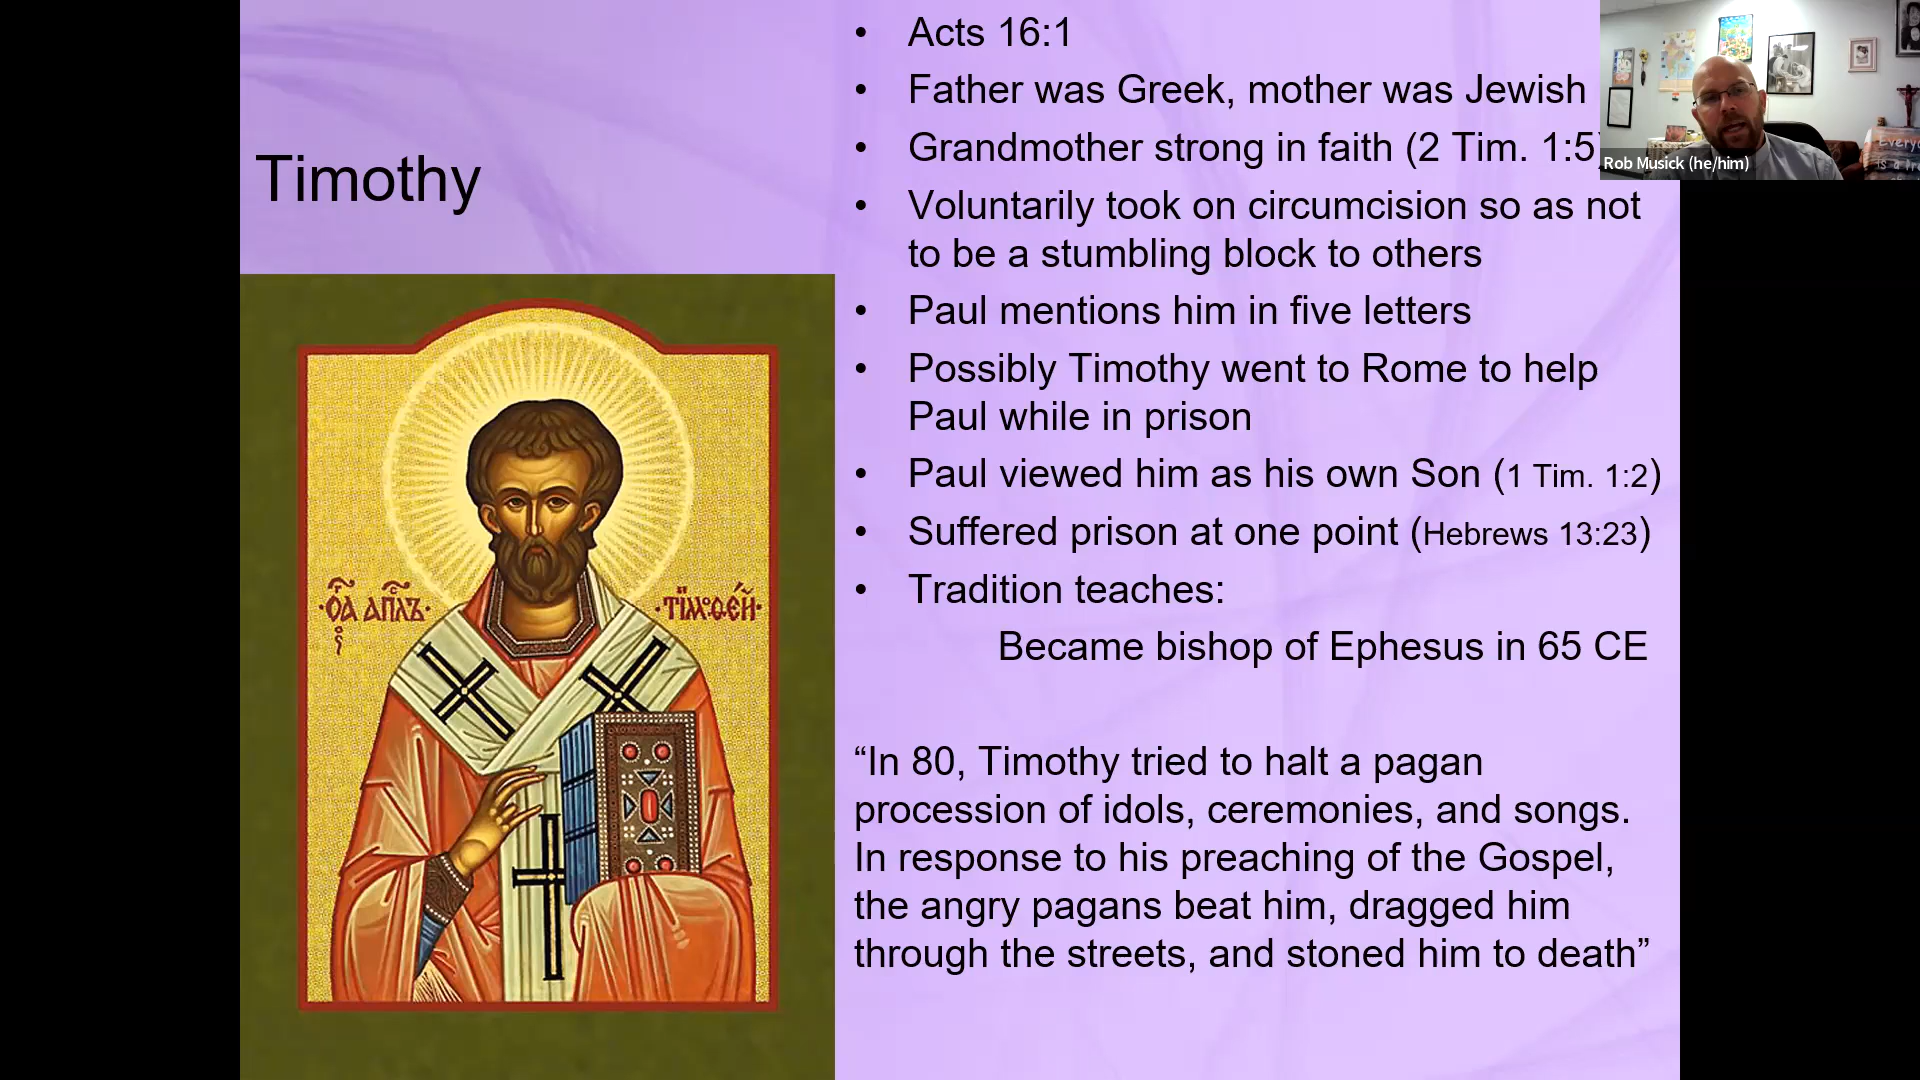 Timothy
• Acts 16:1
• Father was Greek, mother was Jewish
• Grandmother strong in faith (2 Tim. 1:5)
• Voluntarily took on circumcision so as not
to be a stumbling block to others
• Paul mentions him in five letters
• Possibly Timothy went to Rome to help
Paul while in prison
• Paul viewed him as his own Son (1 Tim. 1:2)
• Suffered prison at one point (Hebrews 13:23)
• Tradition teaches:
Became bishop of Ephesus in 65 CE
“In 80, Timothy tried to halt a pagan
procession of idols, ceremonies, and songs.
In response to his preaching of the Gospel,
the angry pagans beat him, dragged him
through the streets, and stoned him to death”
Rob Musick (he/him)